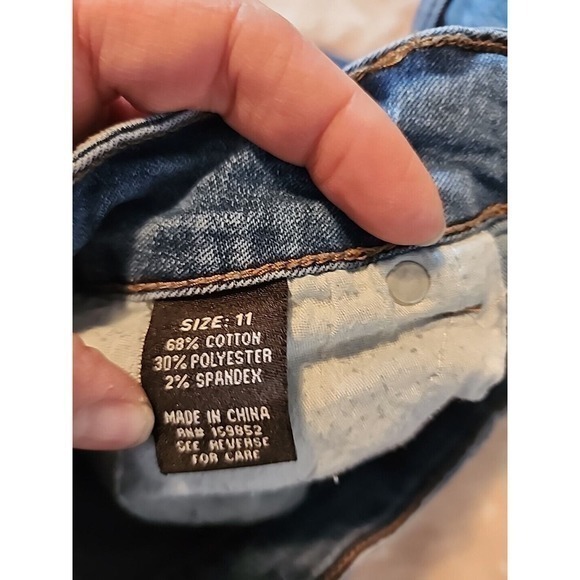 SIZE: 11
68% COTTON
30% POLYESTER
2% SPANDEX
MADE IN CHINA
RN# 159852
SEE REVERSE
FOR CARE